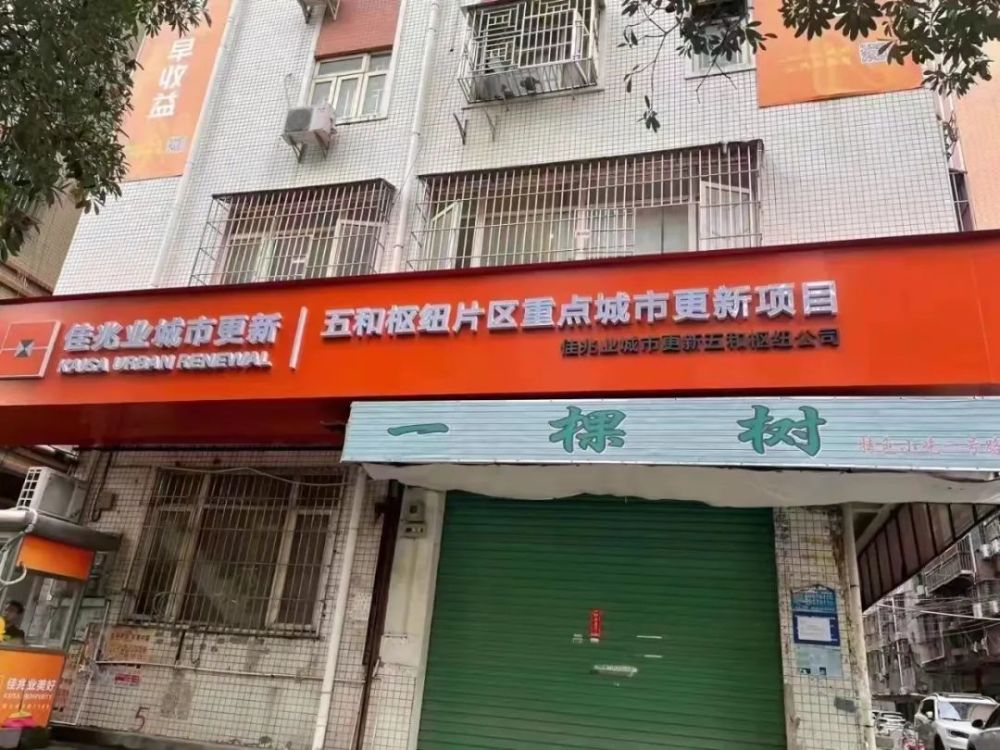 早收益
佳兆业城市更新
KAISA URBAN RENEWAL
五和枢纽片区重点城市更新项目
佳兆业城市更新五和枢纽公司
一棵树
佳兆业美好
5